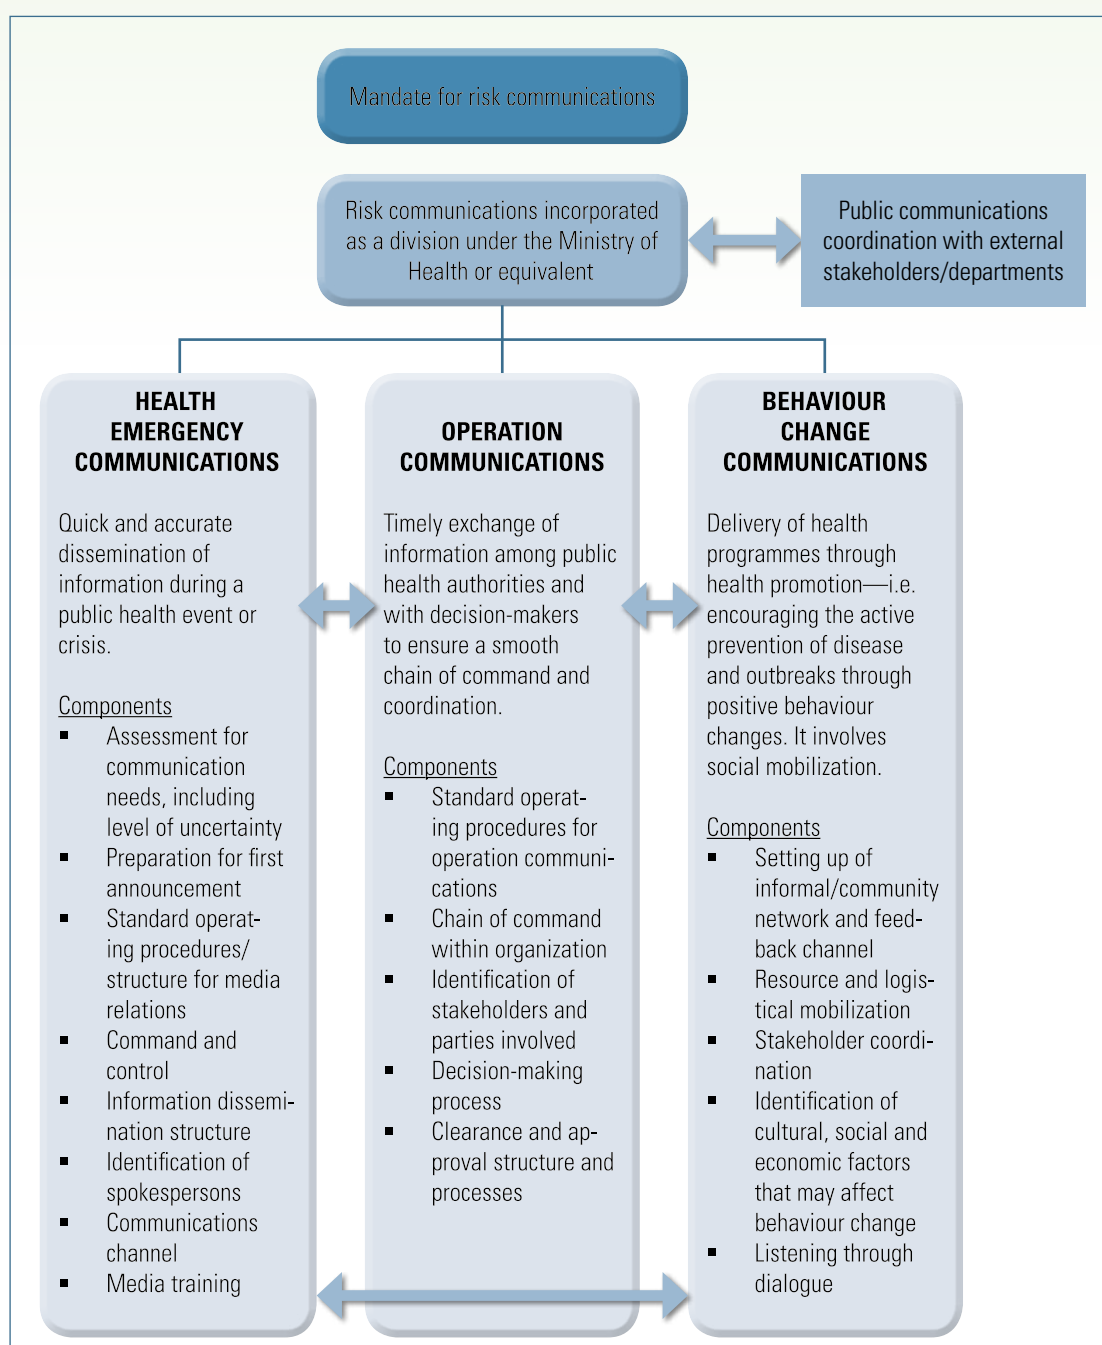 Mandate for risk communications
Risk communications incorporated
as a division under the Ministry of
Health or equivalent
Public communications
coordination with external
stakeholders/departments
HEALTH
EMERGENCY
COMMUNICATIONS
Quick and accurate
dissemination of
information during a
public health event or
crisis.
Components
▪ Assessment for
communication
needs, including
level of uncertainty
▪ Preparation for first
announcement
▪ Standard operat-
ing procedures/
structure for media
relations
▪ Command and
control
▪ Information dissemi-
nation structure
▪ Identification of
spokespersons
▪ Communications
channel
▪ Media training
OPERATION
COMMUNICATIONS
Timely exchange of
information among public
health authorities and
with decision-makers
to ensure a smooth
chain of command and
coordination.
Components
▪ Standard operat-
ing procedures for
operation communi-
cations
▪ Chain of command
within organization
▪ Identification of
stakeholders and
parties involved
▪ Decision-making
process
▪ Clearance and ap-
proval structure and
processes
BEHAVIOUR
CHANGE
COMMUNICATIONS
Delivery of health
programmes through
health promotion—i.e.
encouraging the active
prevention of disease
and outbreaks through
positive behaviour
changes. It involves
social mobilization.
Components
▪ Setting up of
informal/community
network and feed-
back channel
▪ Resource and logis-
tical mobilization
▪ Stakeholder coordi-
nation
▪ Identification of
cultural, social and
economic factors
that may affect
behaviour change
▪ Listening through
dialogue